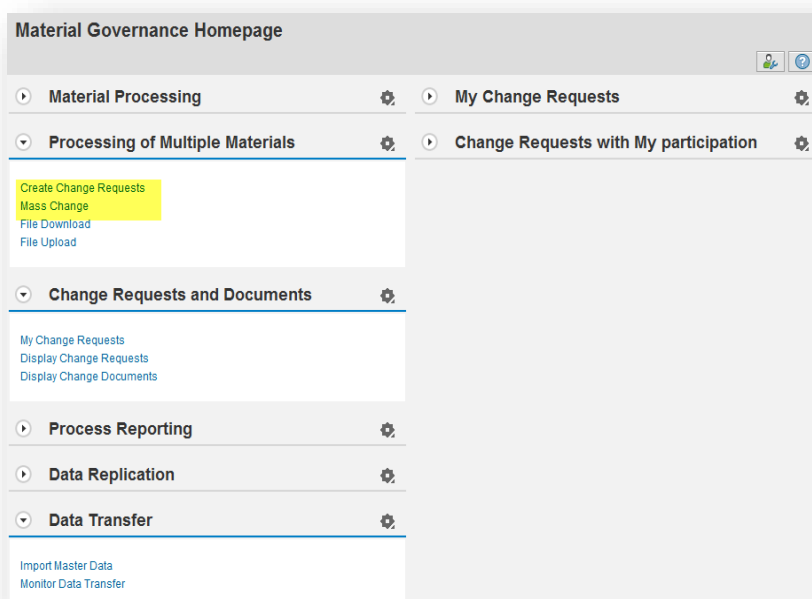 Material Governance Homepage
Material Processing
Processing of Multiple Materials
Create Change Requests
Mass Change
File Download
File Upload
Change Requests and Documents
My Change Requests
Display Change Requests
Display Change Documents
Process Reporting
Data Replication
Data Transfer
Import Master Data
Monitor Data Transfer
My Change Requests
Change Requests with My participation